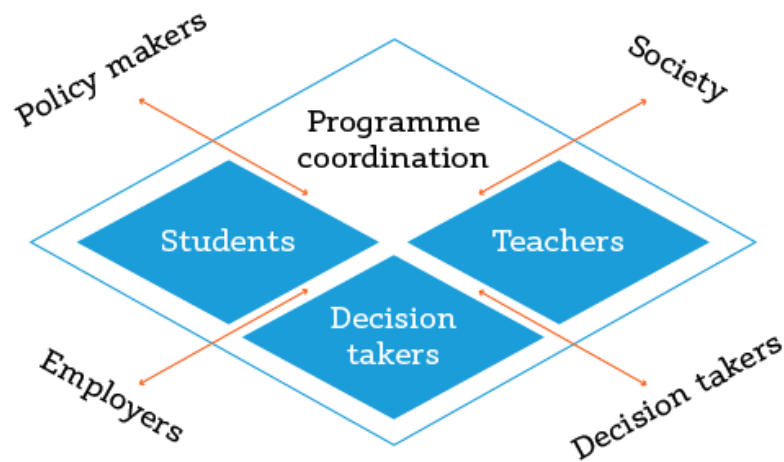 Policy makers
Society
Programme
coordination
Students
Teachers
Decision
takers
Employers
Decision takers